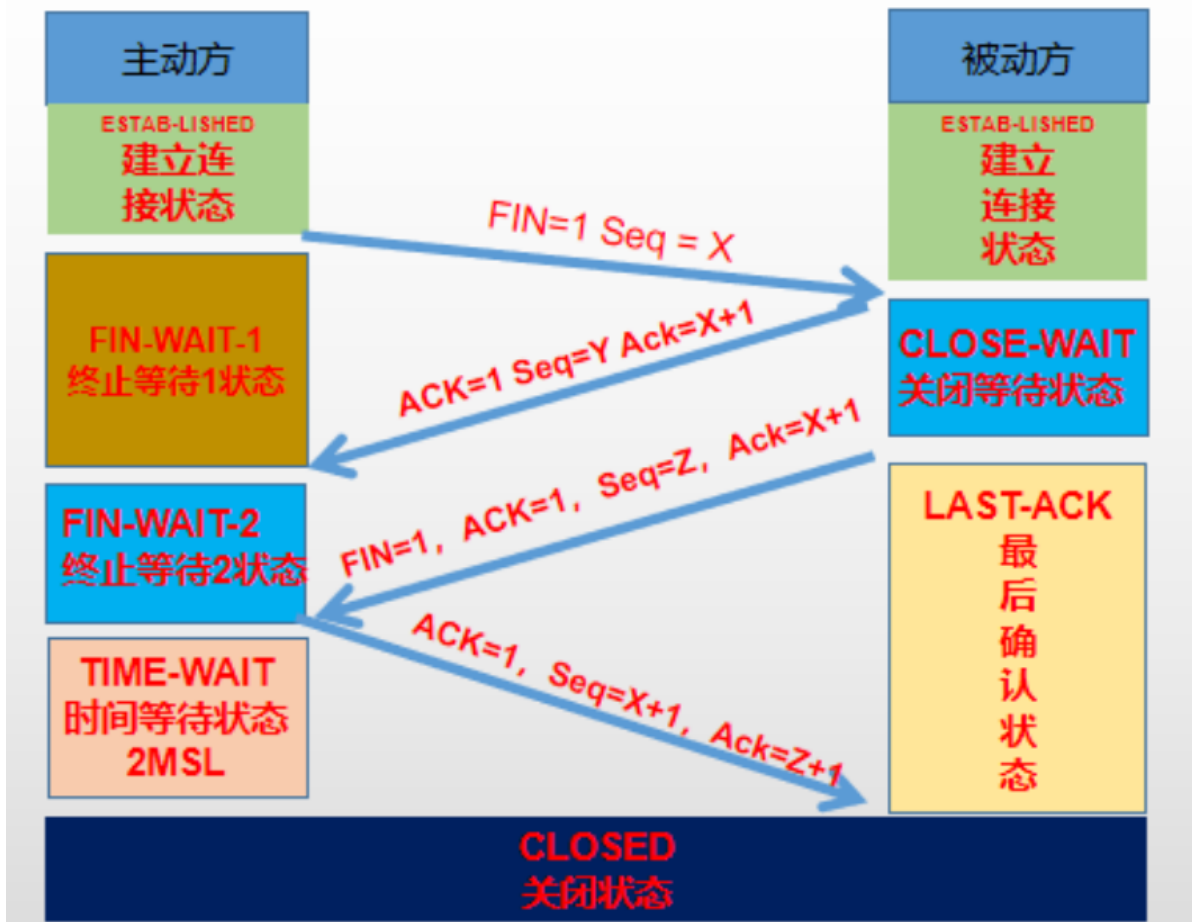 主动方
被动方
ESTAB-LISHED
建立连
接状态
ESTAB-LISHED
建立
连接
状态
FIN=1 Seq = X
FIN-WAIT-1
终止等待1状态
ACK=1 Seq=Y Ack=X+1
CLOSE-WAIT
关闭等待状态
FIN=1，ACK=1，Seq=Z，Ack=X+1
FIN-WAIT-2
终止等待2状态
LAST-ACK
最
后
确
认
状
态
ACK=1，Seq=X+1，Ack=Z+1
TIME-WAIT
时间等待状态
2MSL
CLOSED
关闭状态